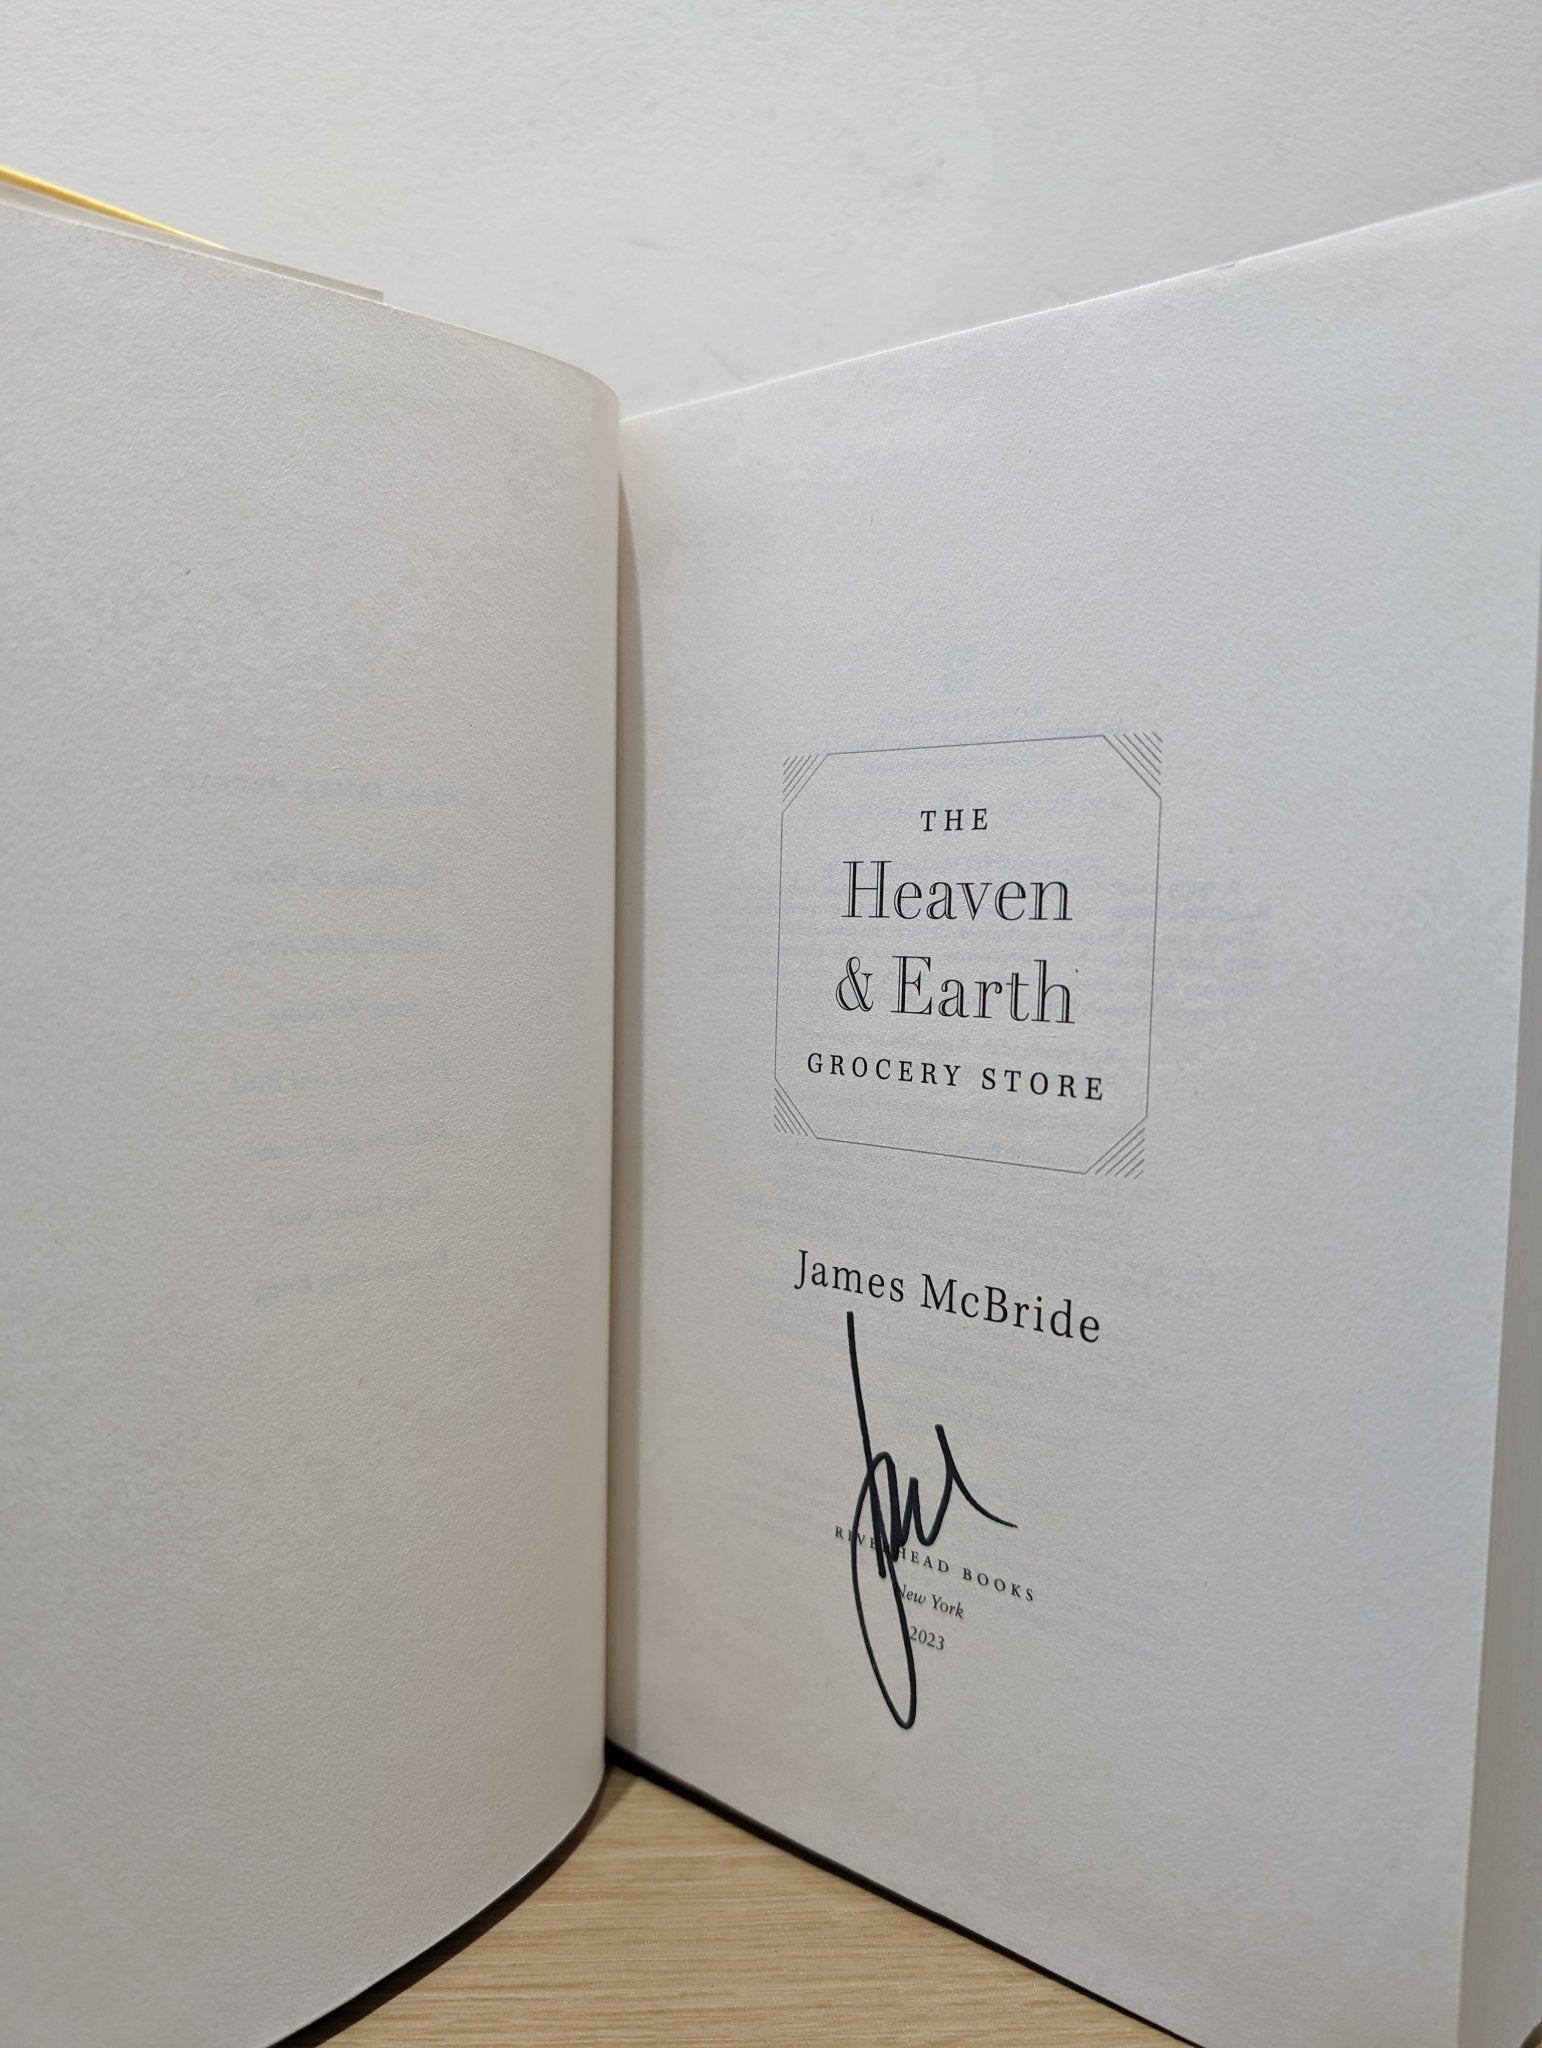 THE
Heaven
& Earth
GROCERY STORE
James McBride
RIVERHEAD BOOKS
New York
2023